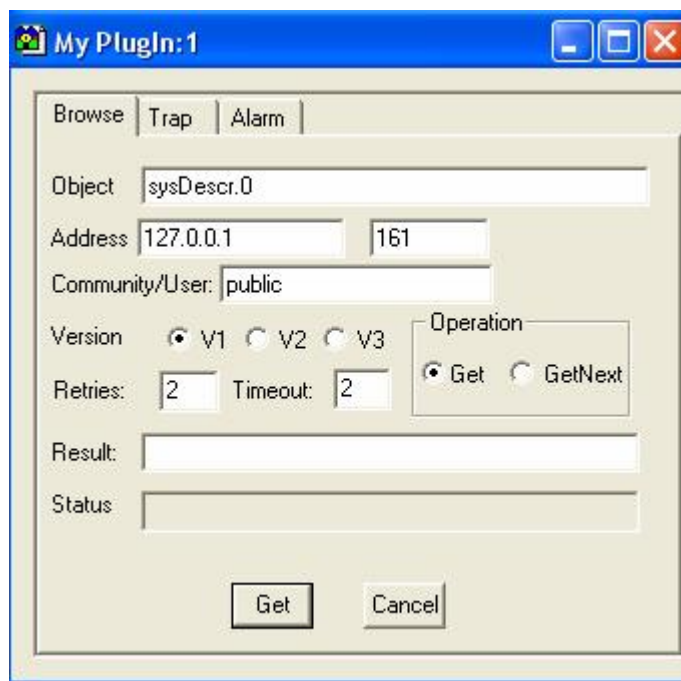 My PlugIn:1
Browse Trap Alarm
Object sysDescr.0
Address 127.0.0.1 161
Community/User: public
Operation
Version V1 V2 V3
Get GetNext
Retries: 2 Timeout: 2
Result:
Status
Get Cancel